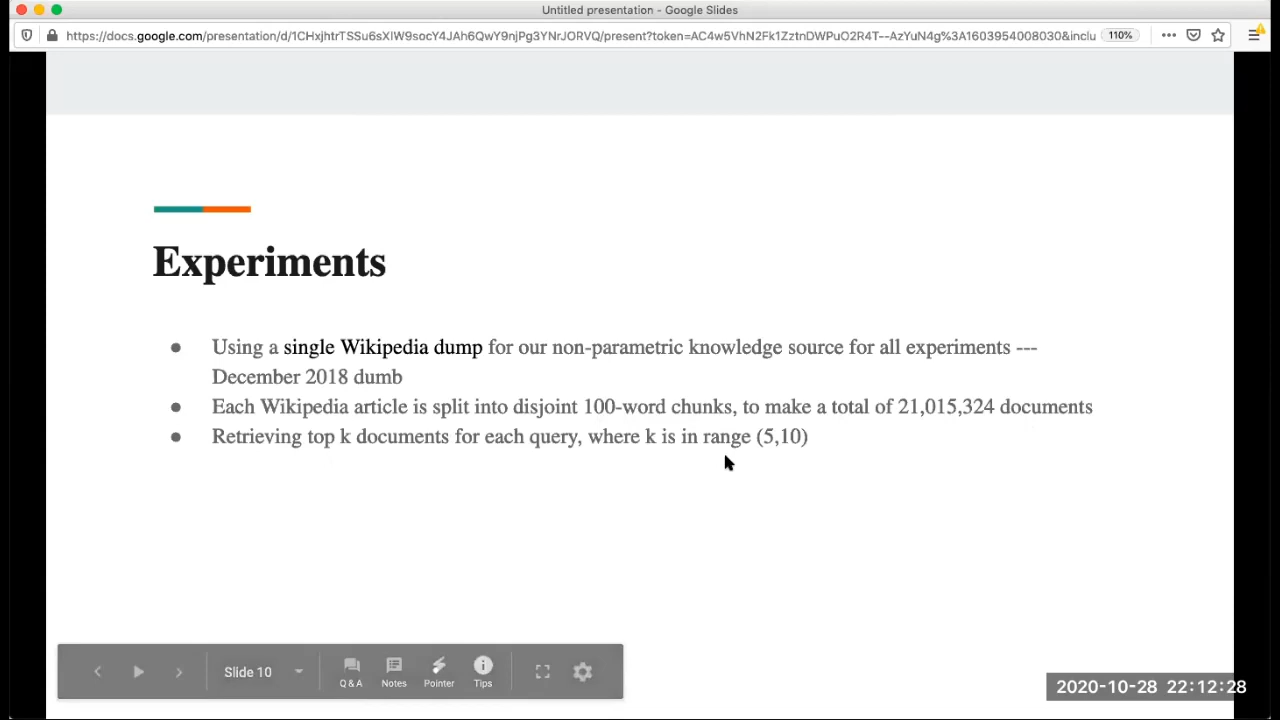 Untitled presentation - Google Slides
https://docs.google.com/presentation/d/1CHxjhtrTSSu6sXIW9socY4JAh6QwY9njPg3YNrJORVQ/present?token=AC4w5VhN2Fk1ZztnDWPuO2R4T--AzYuN4g%3A1603954008030&inclu 110%
Experiments
● Using a single Wikipedia dump for our non-parametric knowledge source for all experiments ---
December 2018 dumb
● Each Wikipedia article is split into disjoint 100-word chunks, to make a total of 21,015,324 documents
● Retrieving top k documents for each query, where k is in range (5,10)
Slide 10 Q & A Notes Pointer Tips
2020-10-28 22:12:28